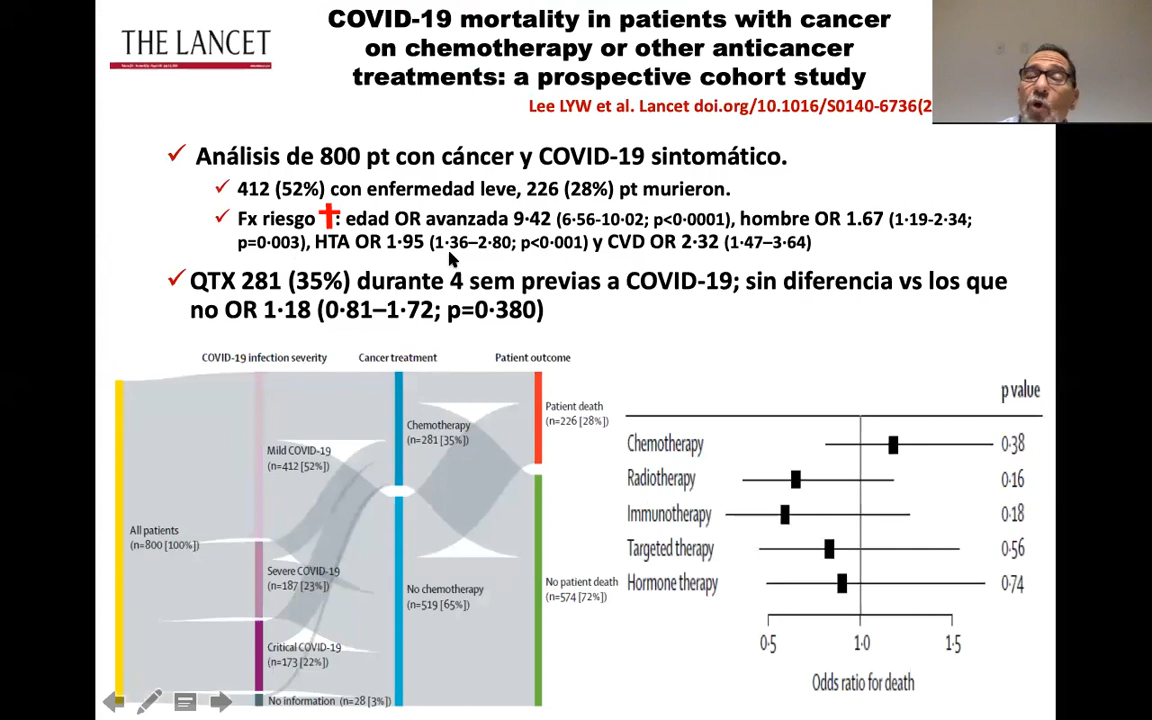 THE LANCET
COVID-19 mortality in patients with cancer
on chemotherapy or other anticancer
treatments: a prospective cohort study
Lee LYW et al. Lancet doi.org/10.1016/S0140-6736(2
Análisis de 800 pt con cáncer y COVID-19 sintomático.
412 (52%) con enfermedad leve, 226 (28%) pt murieron.
Fx riesgo : edad OR avanzada 9·42 (6·56-10·02; p<0·0001), hombre OR 1.67 (1·19-2·34;
p=0·003), HTA OR 1·95 (1·36–2·80; p<0·001) y CVD OR 2·32 (1·47–3·64)
QTX 281 (35%) durante 4 sem previas a COVID-19; sin diferencia vs los que
no OR 1·18 (0·81–1·72; p=0·380)
COVID-19 infection severity
Cancer treatment
Patient outcome
All patients
(n=800 [100%])
Mild COVID-19
(n=412 [52%])
Severe COVID-19
(n=187 [23%])
Critical COVID-19
(n=173 [22%])
No information (n=28 [3%])
Chemotherapy
(n=281 [35%])
No chemotherapy
(n=519 [65%])
Patient death
(n=226 [28%])
No patient death
(n=574 [72%])
p value
Chemotherapy 0·38
Radiotherapy 0·16
Immunotherapy 0·18
Targeted therapy 0·56
Hormone therapy 0·74
0·5 1·0 1·5
Odds ratio for death